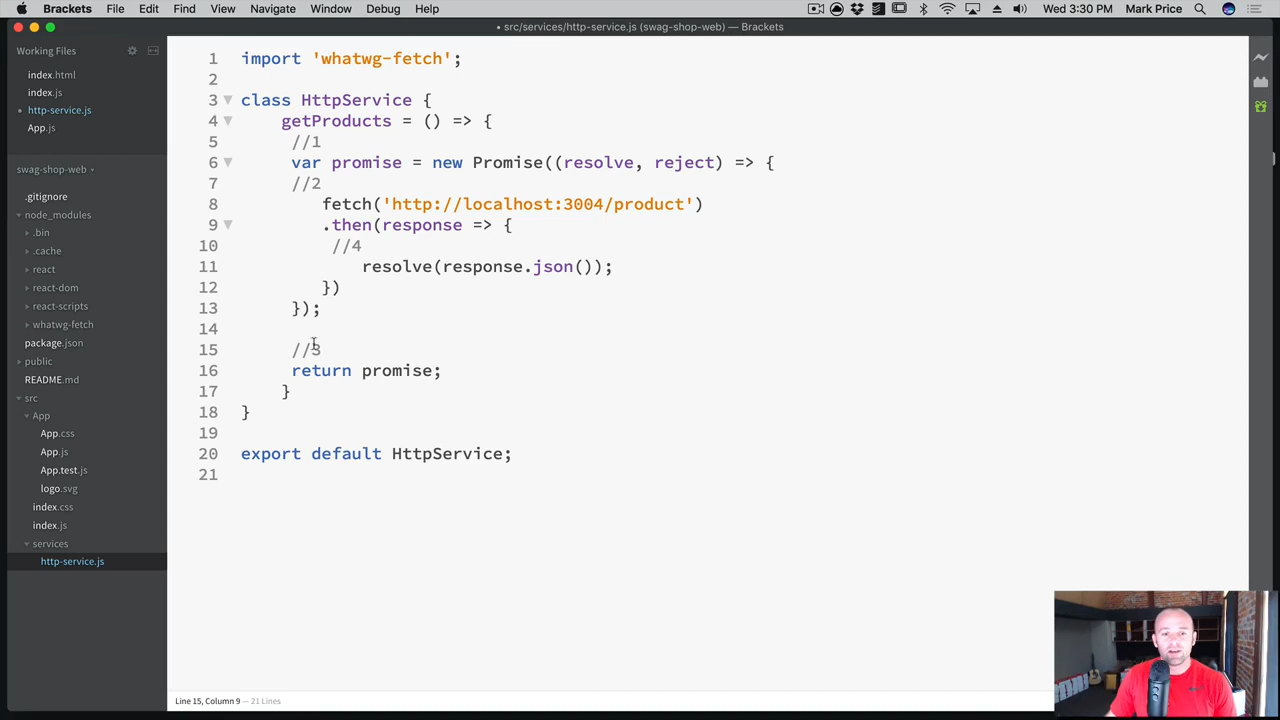 Brackets File Edit Find View Navigate Window Debug Help Wed 3:30 PM Mark Price
• src/services/http-service.js (swag-shop-web) — Brackets
Working Files
index.html
index.js
• http-service.js
App.js
swag-shop-web
.gitignore
node_modules
.bin
.cache
react
react-dom
react-scripts
whatwg-fetch
package.json
public
README.md
src
App
App.css
App.js
App.test.js
logo.svg
index.css
index.js
services
http-service.js
1 import 'whatwg-fetch';
2
3 class HttpService {
4 getProducts = () => {
5 //1
6 var promise = new Promise((resolve, reject) => {
7 //2
8 fetch('http://localhost:3004/product')
9 .then(response => {
10 //4
11 resolve(response.json());
12 })
13 });
14
15 //3
16 return promise;
17 }
18 }
19
20 export default HttpService;
21
Line 15, Column 9 — 21 Lines